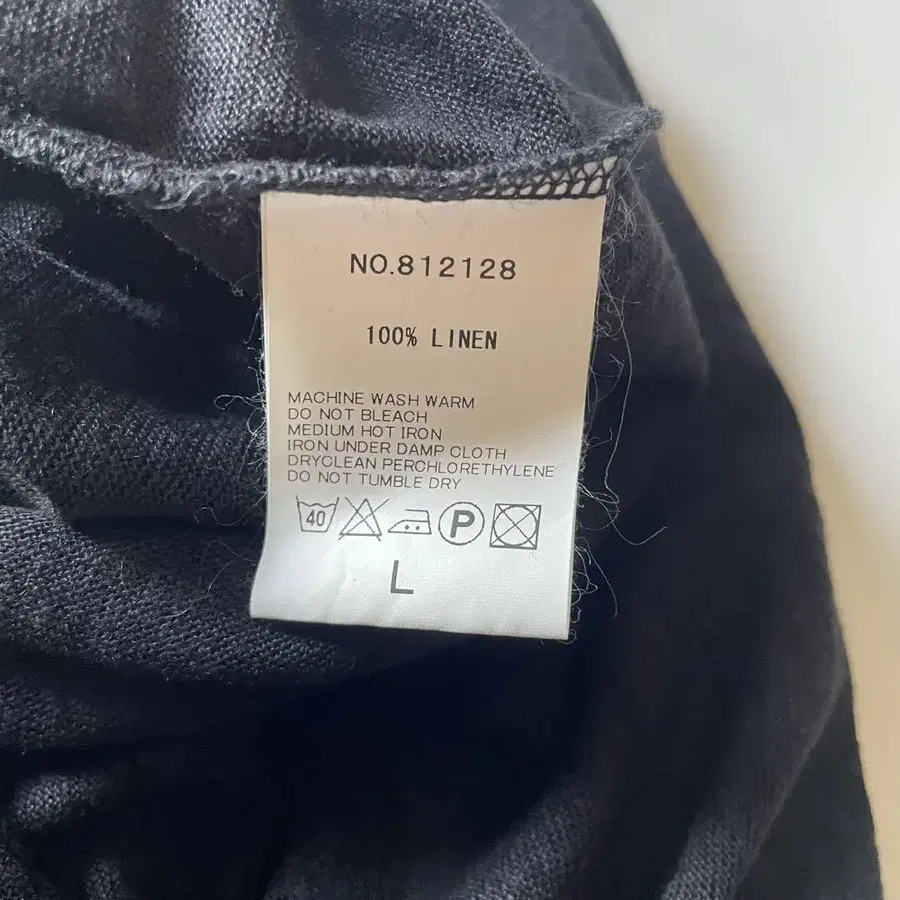 NO.812128
100% LINEN
MACHINE WASH WARM
DO NOT BLEACH
MEDIUM HOT IRON
IRON UNDER DAMP CLOTH
DRYCLEAN PERCHLORETHYLENE
DO NOT TUMBLE DRY
40 P
L